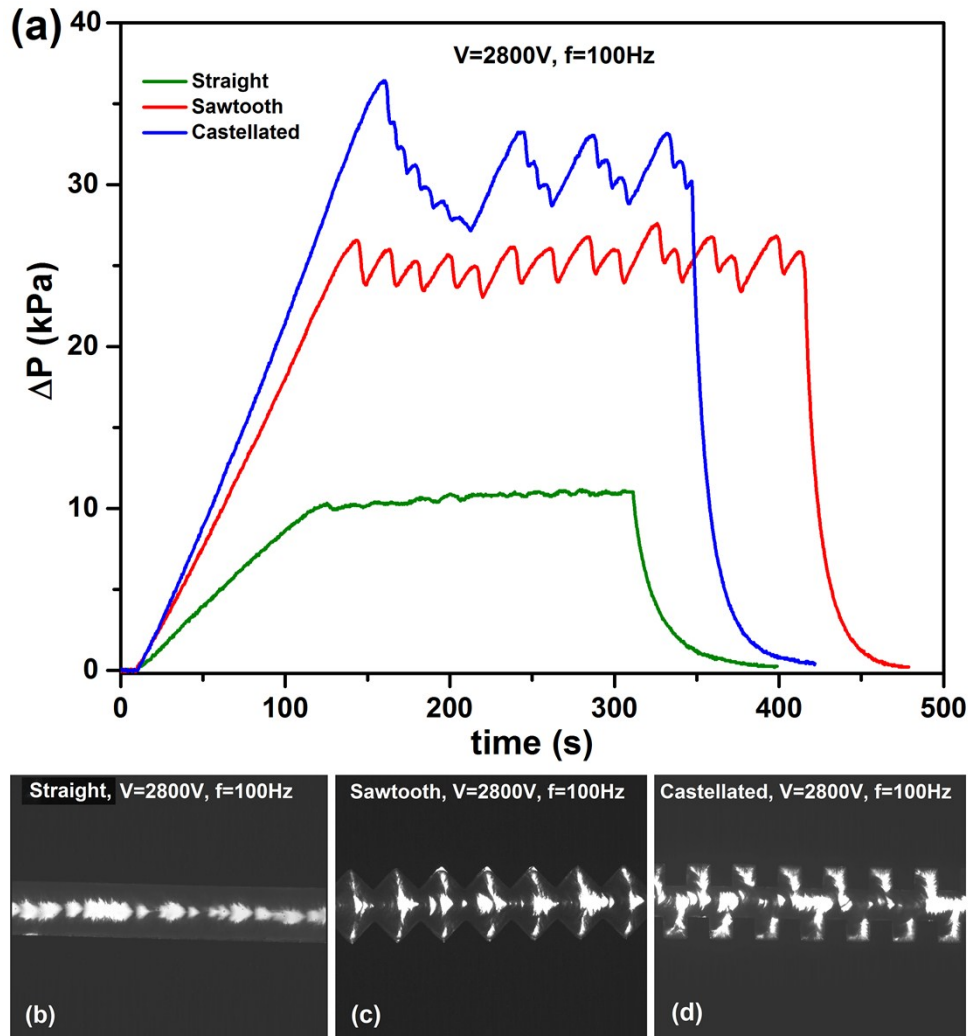 (a)
V=2800V, f=100Hz
Straight
Sawtooth
Castellated
40
30
20
10
0
ΔP (kPa)
0 100 200 300 400 500
time (s)
Straight, V=2800V, f=100Hz
Sawtooth, V=2800V, f=100Hz
Castellated, V=2800V, f=100Hz
(b)
(c)
(d)